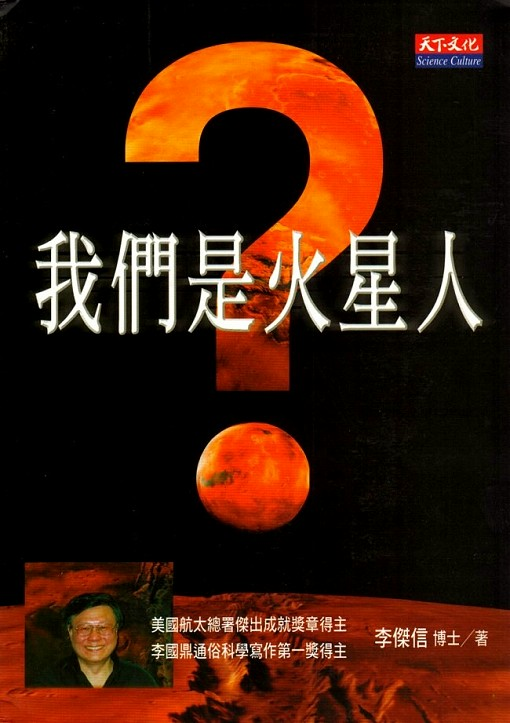 天下文化
Science Culture
?
我們是火星人
美國航太總署傑出成就獎章得主
李國鼎通俗科學寫作第一獎得主
李傑信 博士／著